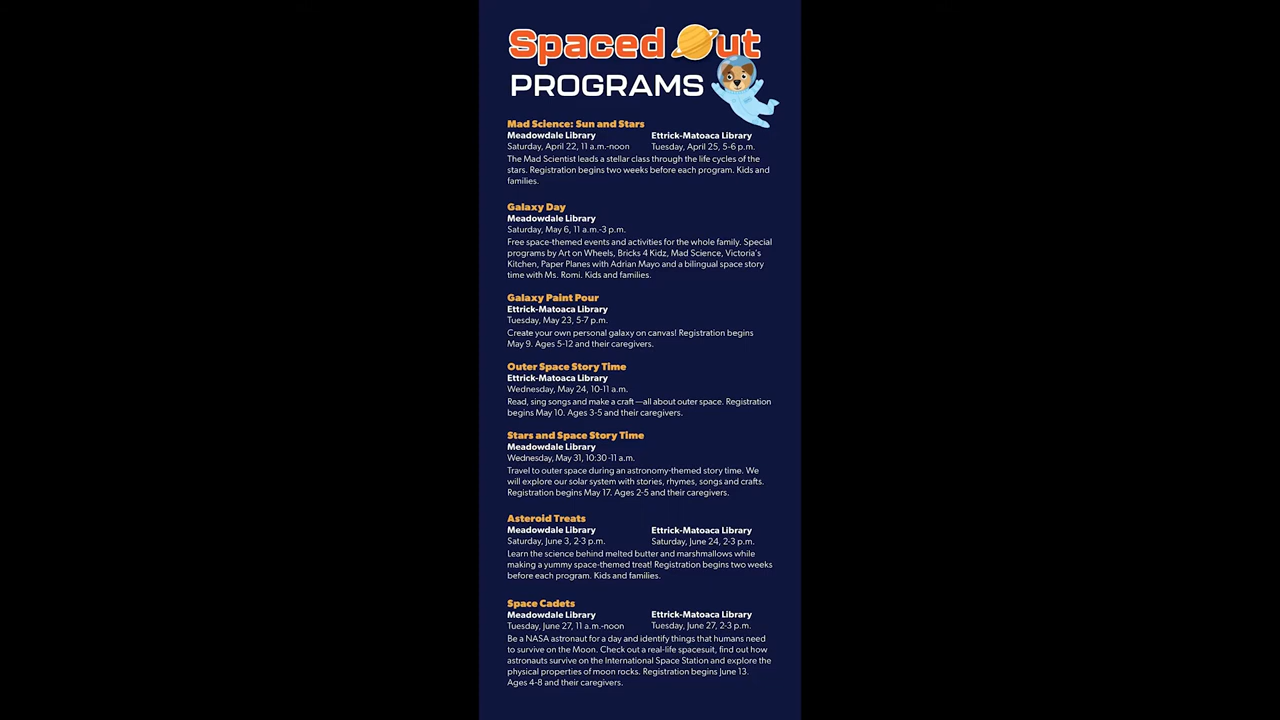 Spaced Out
PROGRAMS
Mad Science: Sun and Stars
Meadowdale Library Ettrick-Matoaca Library
Saturday, April 22, 11 a.m.-noon Tuesday, April 25, 5-6 p.m.
The Mad Scientist leads a stellar class through the life cycles of the
stars. Registration begins two weeks before each program. Kids and
families.
Galaxy Day
Meadowdale Library
Saturday, May 6, 11 a.m.-3 p.m.
Free space-themed events and activities for the whole family. Special
programs by Art on Wheels, Bricks 4 Kidz, Mad Science, Victoria's
Kitchen, Paper Planes with Adrian Mayo and a bilingual space story
time with Ms. Romi. Kids and families.
Galaxy Paint Pour
Ettrick-Matoaca Library
Tuesday, May 23, 5-7 p.m.
Create your own personal galaxy on canvas! Registration begins
May 9. Ages 5-12 and their caregivers.
Outer Space Story Time
Ettrick-Matoaca Library
Wednesday, May 24, 10-11 a.m.
Read, sing songs and make a craft—all about outer space. Registration
begins May 10. Ages 3-5 and their caregivers.
Stars and Space Story Time
Meadowdale Library
Wednesday, May 31, 10:30-11 a.m.
Travel to outer space during an astronomy-themed story time. We
will explore our solar system with stories, rhymes, songs and crafts.
Registration begins May 17. Ages 2-5 and their caregivers.
Asteroid Treats
Meadowdale Library Ettrick-Matoaca Library
Saturday, June 3, 2-3 p.m. Saturday, June 24, 2-3 p.m.
Learn the science behind melted butter and marshmallows while
making a yummy space-themed treat! Registration begins two weeks
before each program. Kids and families.
Space Cadets
Meadowdale Library Ettrick-Matoaca Library
Tuesday, June 27, 11 a.m.-noon Tuesday, June 27, 2-3 p.m.
Be a NASA astronaut for a day and identify things that humans need
to survive on the Moon. Check out a real-life spacesuit, find out how
astronauts survive on the International Space Station and explore the
physical properties of moon rocks. Registration begins June 13.
Ages 4-8 and their caregivers.